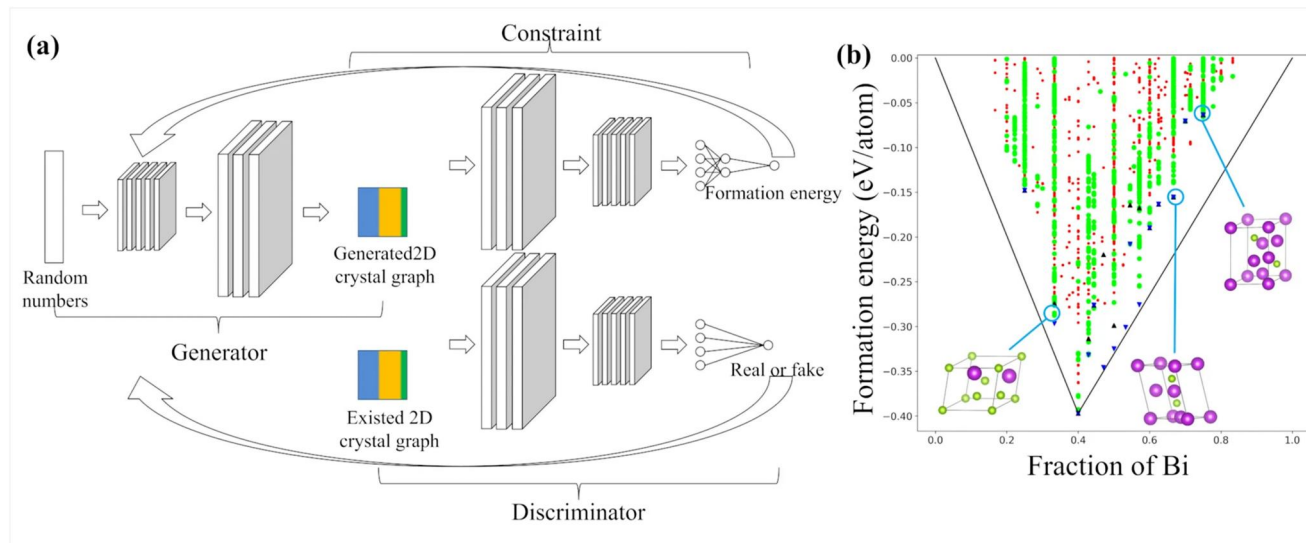 (a)
Constraint
Random
numbers
Generator
Generated2D
crystal graph
Existed 2D
crystal graph
Formation energy
Real or fake
Discriminator
(b)
Formation energy (eV/atom)
0.00
−0.05
−0.10
−0.15
−0.20
−0.25
−0.30
−0.35
−0.40
0.0 0.2 0.4 0.6 0.8 1.0
Fraction of Bi